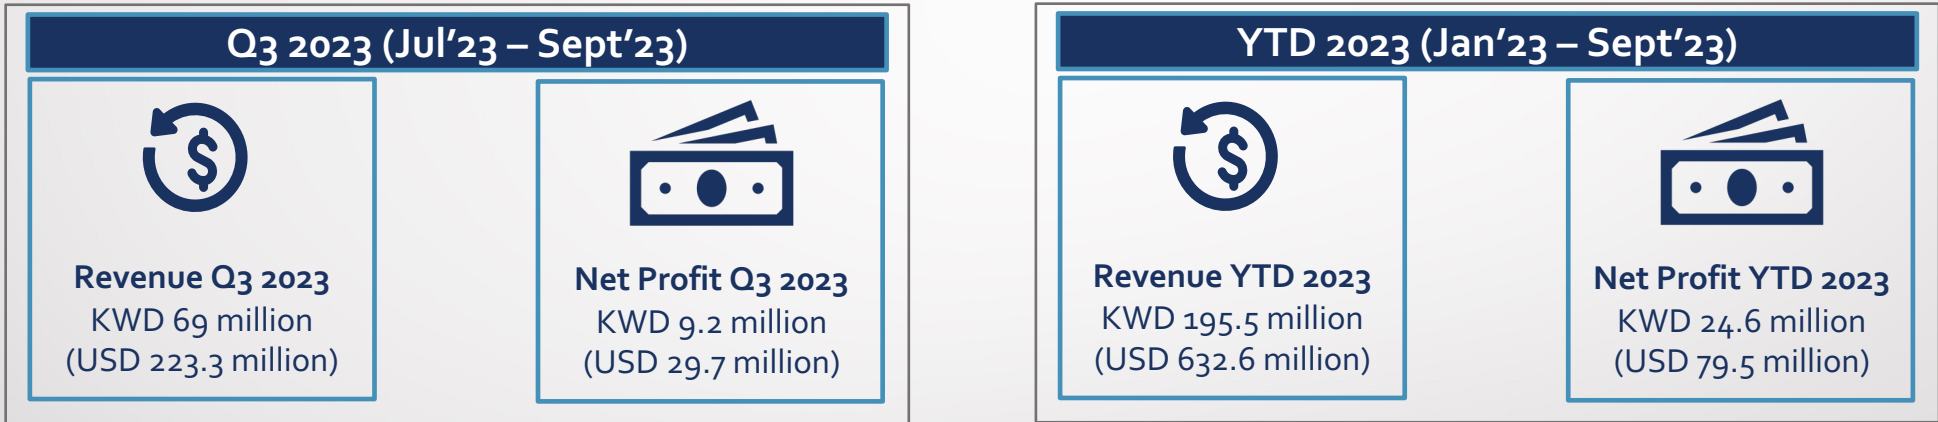 Q3 2023 (Jul’23 – Sept’23)
Revenue Q3 2023
KWD 69 million
(USD 223.3 million)
Net Profit Q3 2023
KWD 9.2 million
(USD 29.7 million)
YTD 2023 (Jan’23 – Sept’23)
Revenue YTD 2023
KWD 195.5 million
(USD 632.6 million)
Net Profit YTD 2023
KWD 24.6 million
(USD 79.5 million)